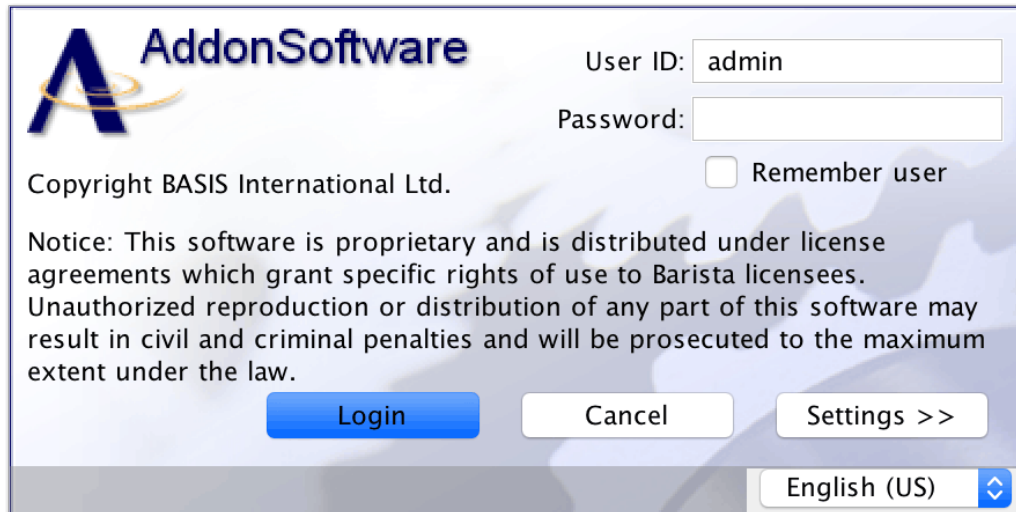 AddonSoftware
User ID: admin
Password:
Remember user
Copyright BASIS International Ltd.
Notice: This software is proprietary and is distributed under license
agreements which grant specific rights of use to Barista licensees.
Unauthorized reproduction or distribution of any part of this software may
result in civil and criminal penalties and will be prosecuted to the maximum
extent under the law.
Login Cancel Settings >>
English (US)